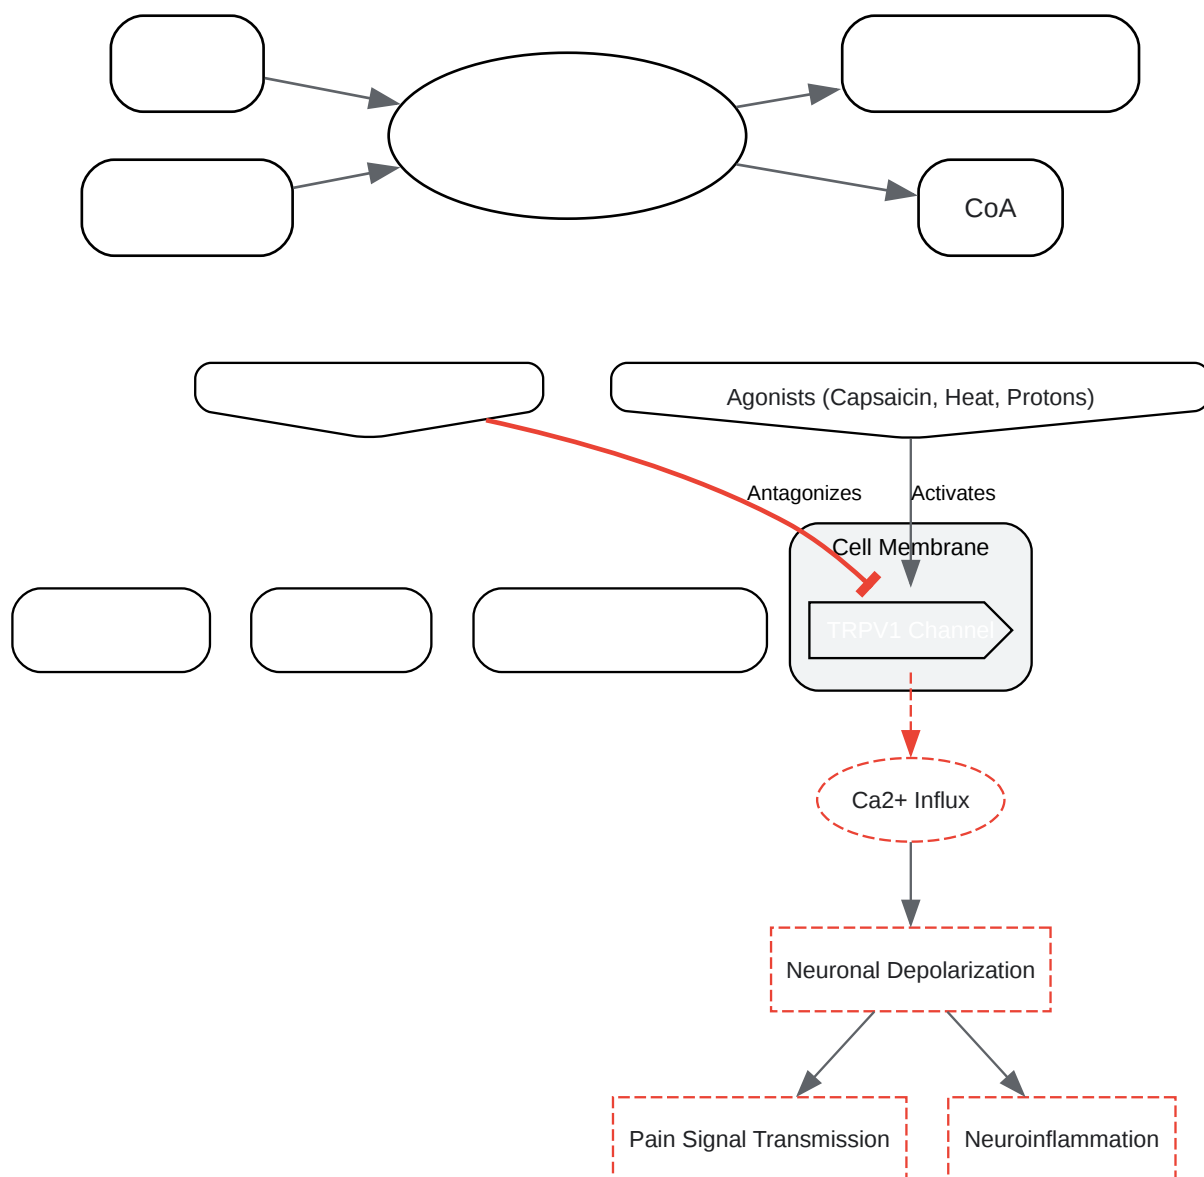 CoA
Agonists (Capsaicin, Heat, Protons)
Antagonizes
Activates
Cell Membrane
TRPV1 Channel
Ca2+ Influx
Neuronal Depolarization
Pain Signal Transmission
Neuroinflammation